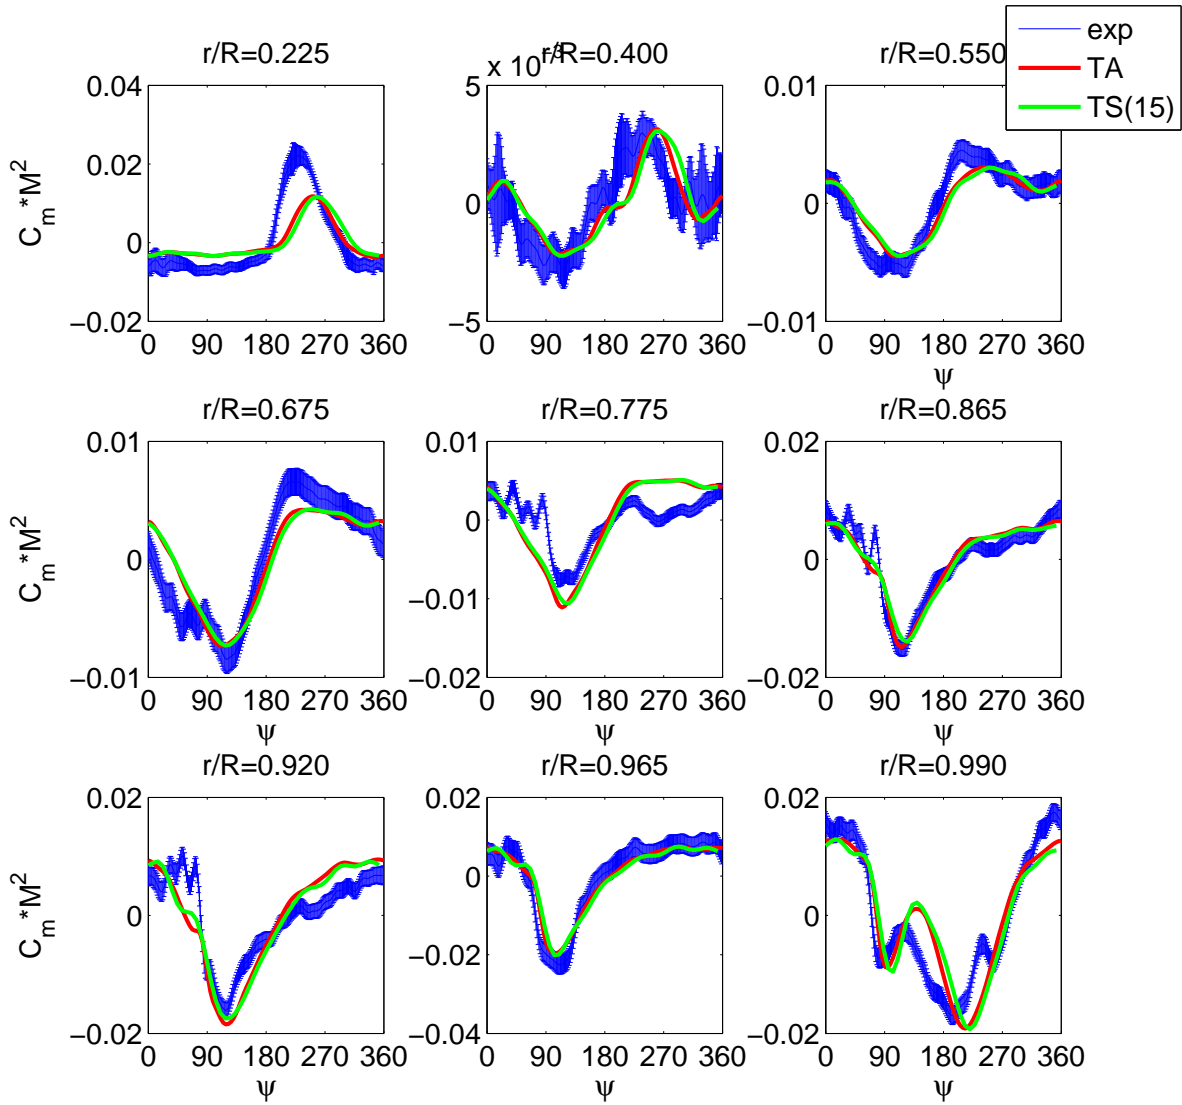 r/R=0.225
x 10⁻³
r/R=0.400
r/R=0.550
exp
TA
TS(15)
C_m*M²
0.04
0.02
0
−0.02
0 90 180 270 360
5
0
−5
0 90 180 270 360
0.01
0
−0.01
0 90 180 270 360
ψ
r/R=0.675
r/R=0.775
r/R=0.865
C_m*M²
0.01
0
−0.01
0 90 180 270 360
ψ
0.01
0
−0.01
−0.02
0 90 180 270 360
ψ
0.02
0
−0.02
0 90 180 270 360
ψ
r/R=0.920
r/R=0.965
r/R=0.990
C_m*M²
0.02
0
−0.02
0 90 180 270 360
ψ
0.02
0
−0.02
−0.04
0 90 180 270 360
ψ
0.02
0
−0.02
0 90 180 270 360
ψ